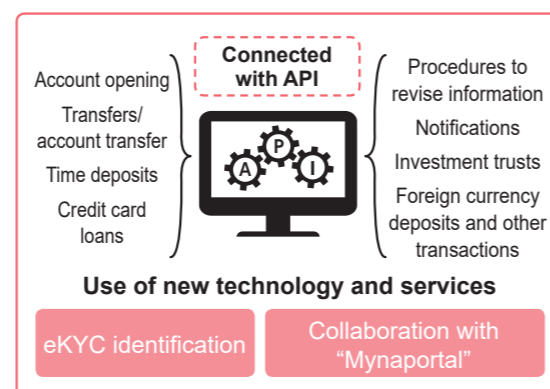 Connected
with API
Account opening
Transfers/
account transfer
Time deposits
Credit card
loans
A
P
I
Procedures to
revise information
Notifications
Investment trusts
Foreign currency
deposits and other
transactions
Use of new technology and services
eKYC identification
Collaboration with
“Mynaportal”